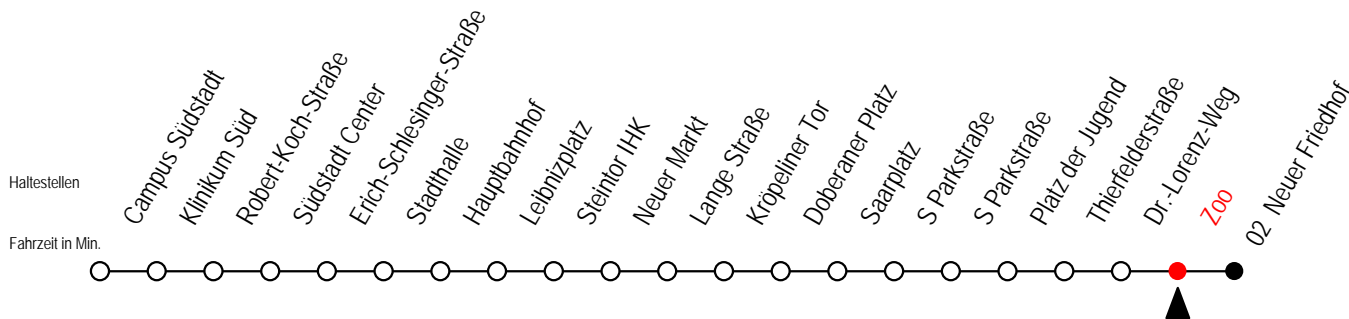 Haltestellen
Fahrzeit in Min.
Campus Südstadt
Klinikum Süd
Robert-Koch-Straße
Südstadt Center
Erich-Schlesinger-Straße
Stadthalle
Hauptbahnhof
Leibnizplatz
Steintor IHK
Neuer Markt
Lange Straße
Kröpeliner Tor
Doberaner Platz
Saarplatz
S Parkstraße
S Parkstraße
Platz der Jugend
Thierfelderstraße
Dr.-Lorenz-Weg
Zoo
02 Neuer Friedhof